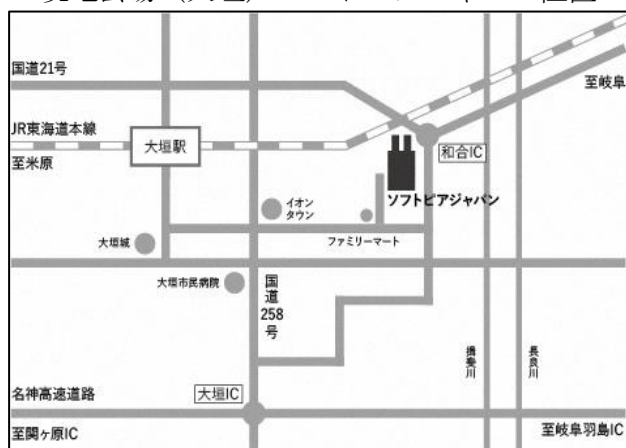 国道21号
至岐阜
JR東海道本線
大垣駅
至米原
和合IC
ソフトピアジャパン
イオン
タウン
ファミリーマート
大垣城
大垣市民病院
国道258号
揖斐川
長良川
名神高速道路
大垣IC
至関ヶ原IC
至岐阜羽島IC